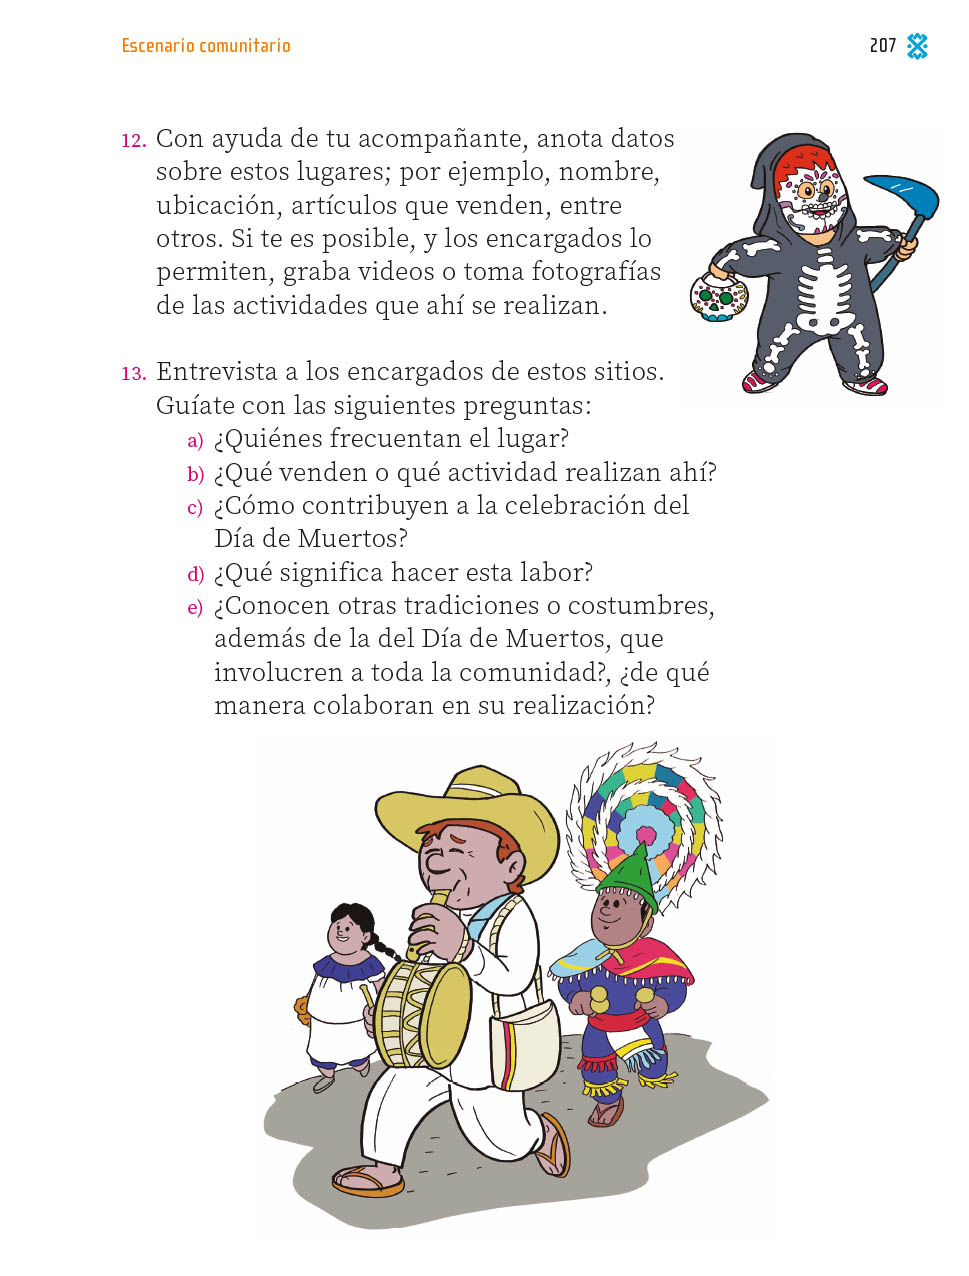 Escenario comunitario 207
12. Con ayuda de tu acompañante, anota datos
sobre estos lugares; por ejemplo, nombre,
ubicación, artículos que venden, entre
otros. Si te es posible, y los encargados lo
permiten, graba videos o toma fotografías
de las actividades que ahí se realizan.
13. Entrevista a los encargados de estos sitios.
Guíate con las siguientes preguntas:
a) ¿Quiénes frecuentan el lugar?
b) ¿Qué venden o qué actividad realizan ahí?
c) ¿Cómo contribuyen a la celebración del
Día de Muertos?
d) ¿Qué significa hacer esta labor?
e) ¿Conocen otras tradiciones o costumbres,
además de la del Día de Muertos, que
involucren a toda la comunidad?, ¿de qué
manera colaboran en su realización?